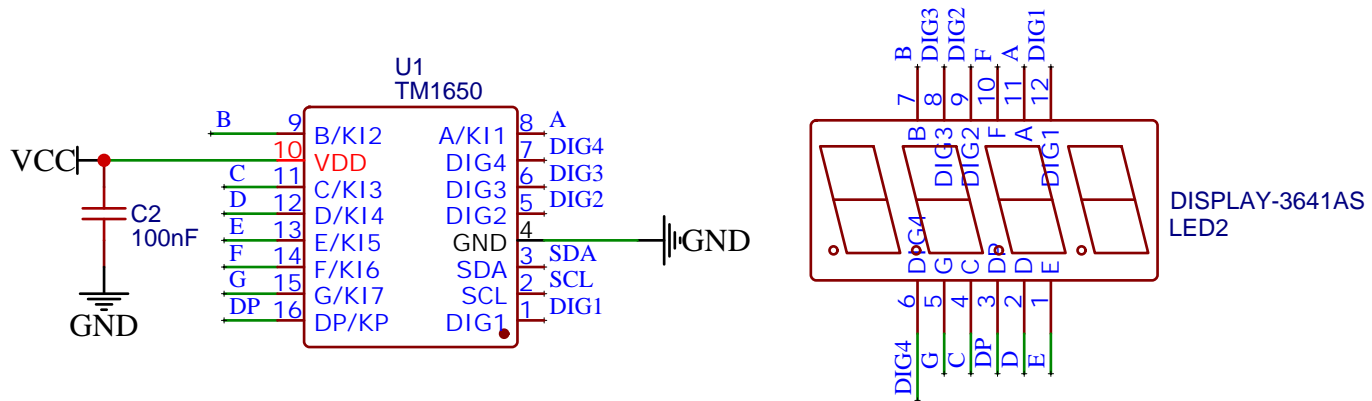 U1
TM1650
B 9 B/KI2 A/KI1 8 A
VCC 10 VDD DIG4 7 DIG4
C 11 C/KI3 DIG3 6 DIG3
D 12 D/KI4 DIG2 5 DIG2
E 13 E/KI5 GND 4 GND
F 14 F/KI6 SDA 3 SDA
G 15 G/KI7 SCL 2 SCL
DP 16 DP/KP DIG1 1 DIG1
C2
100nF
GND
B DIG3 DIG2 F A DIG1
7 8 9 10 11 12
B DIG3 DIG2 F A DIG1
DISPLAY-3641AS
LED2
DIG4 G C DP D E
6 5 4 3 2 1
DIG4 G C DP D E